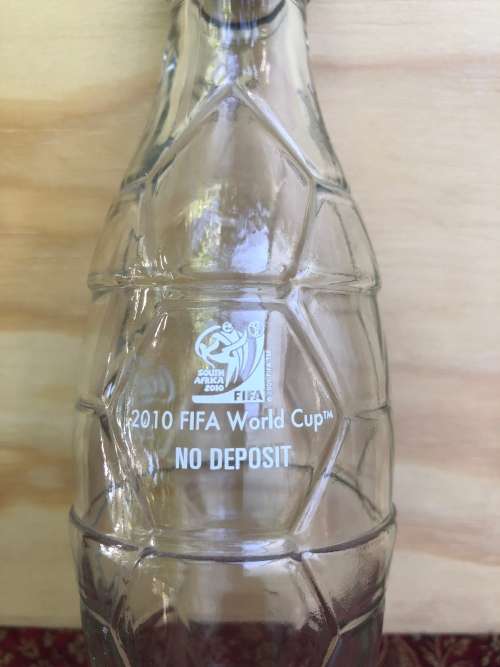 SOUTH
AFRICA
2010
FIFA
2010 FIFA World Cup™
NO DEPOSIT